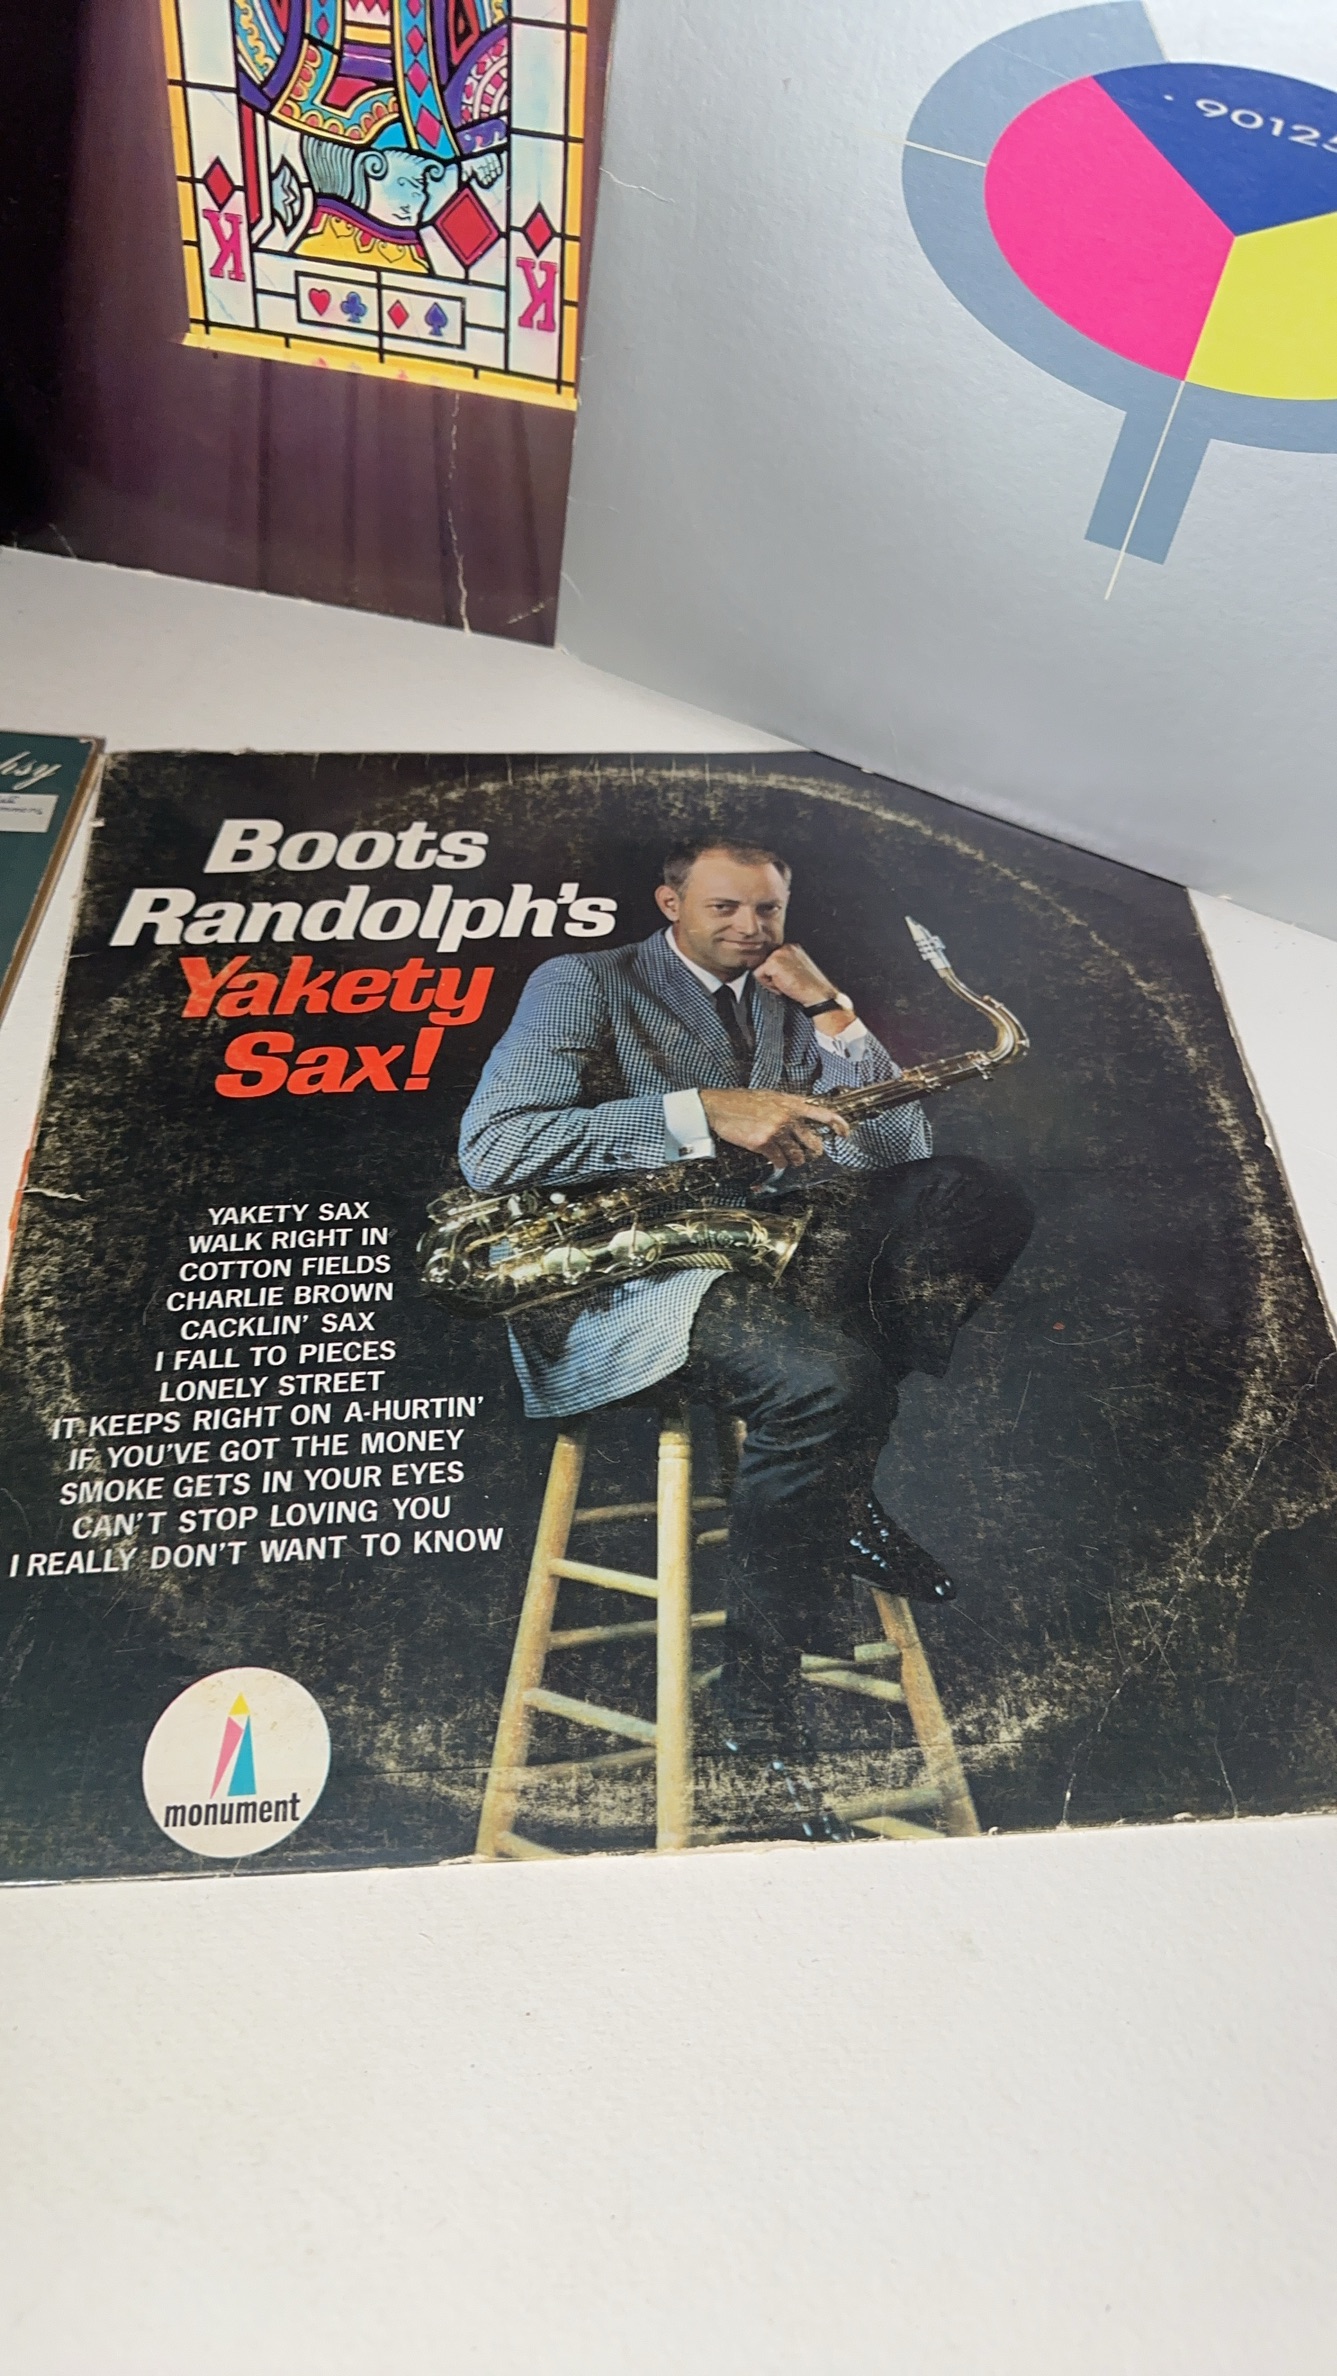 K
K
90125
Boots
Randolph's
Yakety
Sax!
YAKETY SAX
WALK RIGHT IN
COTTON FIELDS
CHARLIE BROWN
CACKLIN' SAX
I FALL TO PIECES
LONELY STREET
IT KEEPS RIGHT ON A-HURTIN'
IF YOU'VE GOT THE MONEY
SMOKE GETS IN YOUR EYES
CAN'T STOP LOVING YOU
I REALLY DON'T WANT TO KNOW
monument